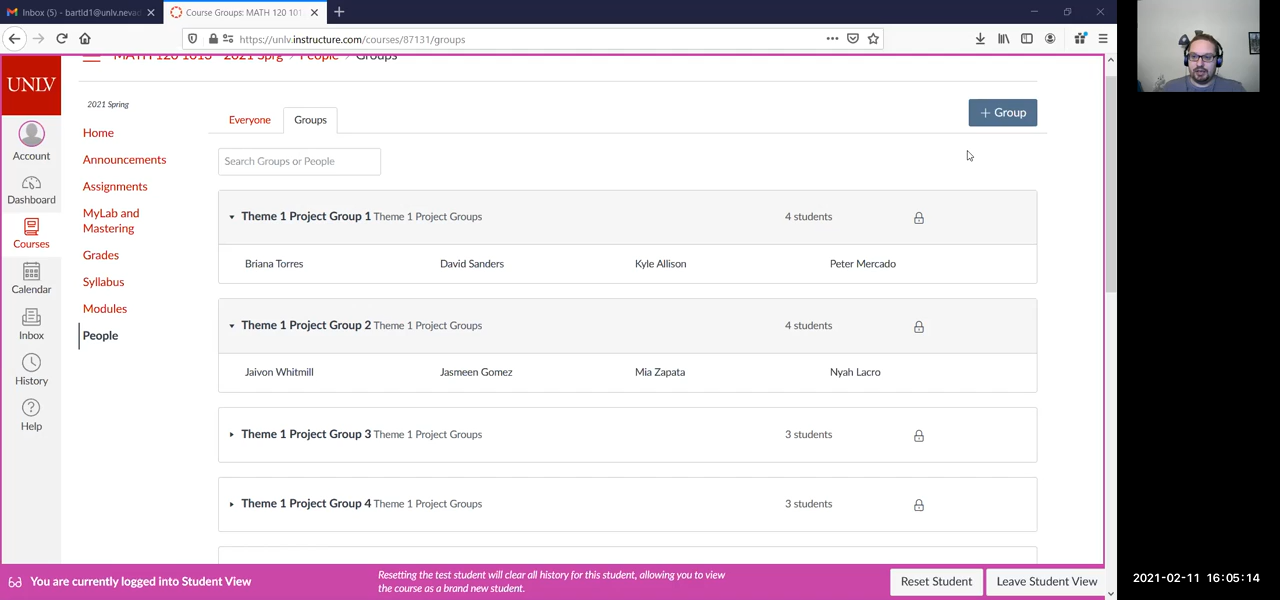 Inbox (5) - bartld1@unlv.neva
Course Groups: MATH 120 101
https://unlv.instructure.com/courses/87131/groups
UNLV
Account
Dashboard
Courses
Calendar
Inbox
History
Help
MATH 120 1013 - 2021 Sprg > People > Groups
2021 Spring
Home
Announcements
Assignments
MyLab and
Mastering
Grades
Syllabus
Modules
People
Everyone
Groups
+ Group
Search Groups or People
Theme 1 Project Group 1 Theme 1 Project Groups 4 students
Briana Torres David Sanders Kyle Allison Peter Mercado
Theme 1 Project Group 2 Theme 1 Project Groups 4 students
Jaivon Whitmill Jasmeen Gomez Mia Zapata Nyah Lacro
Theme 1 Project Group 3 Theme 1 Project Groups 3 students
Theme 1 Project Group 4 Theme 1 Project Groups 3 students
You are currently logged into Student View
Resetting the test student will clear all history for this student, allowing you to view
the course as a brand new student.
Reset Student
Leave Student View
2021-02-11 16:05:14